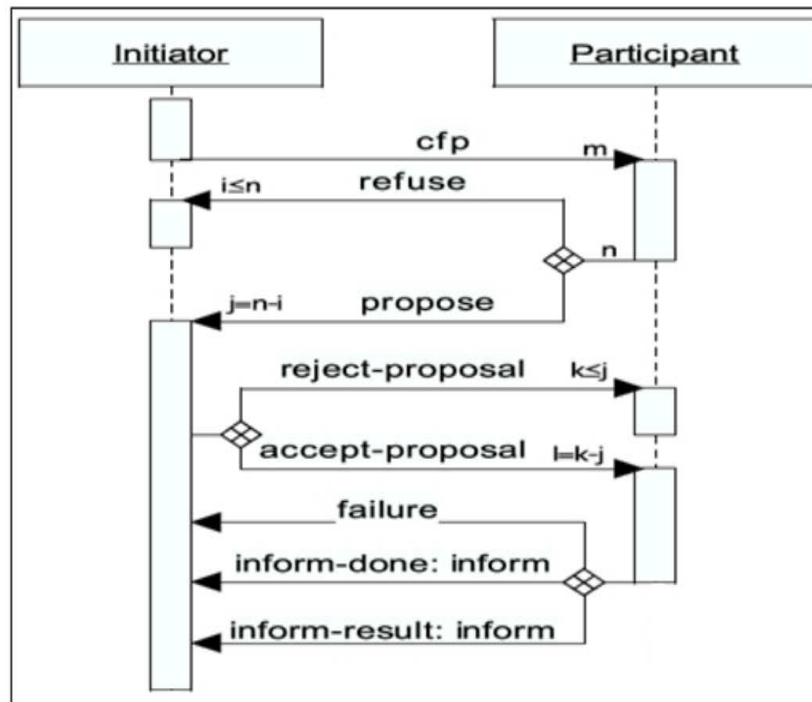 Initiator
Participant
cfp m
i≤n refuse
n
j=n-i propose
reject-proposal k≤j
accept-proposal l=k-j
failure
inform-done: inform
inform-result: inform